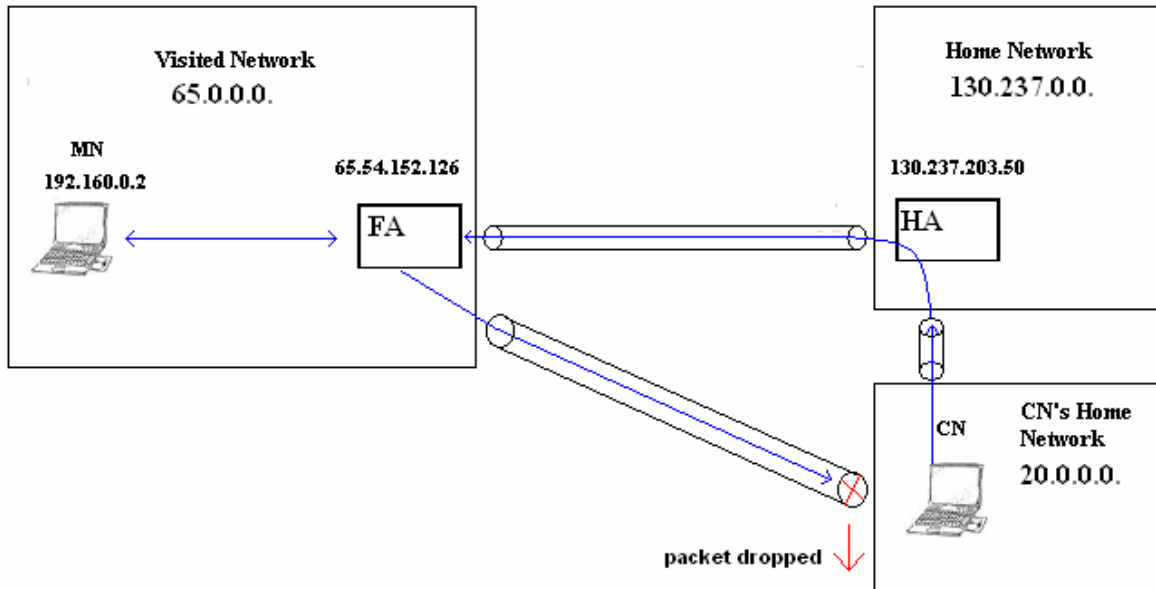 Visited Network
65.0.0.0.
MN
192.160.0.2
65.54.152.126
FA
Home Network
130.237.0.0.
130.237.203.50
HA
CN
CN's Home
Network
20.0.0.0.
packet dropped